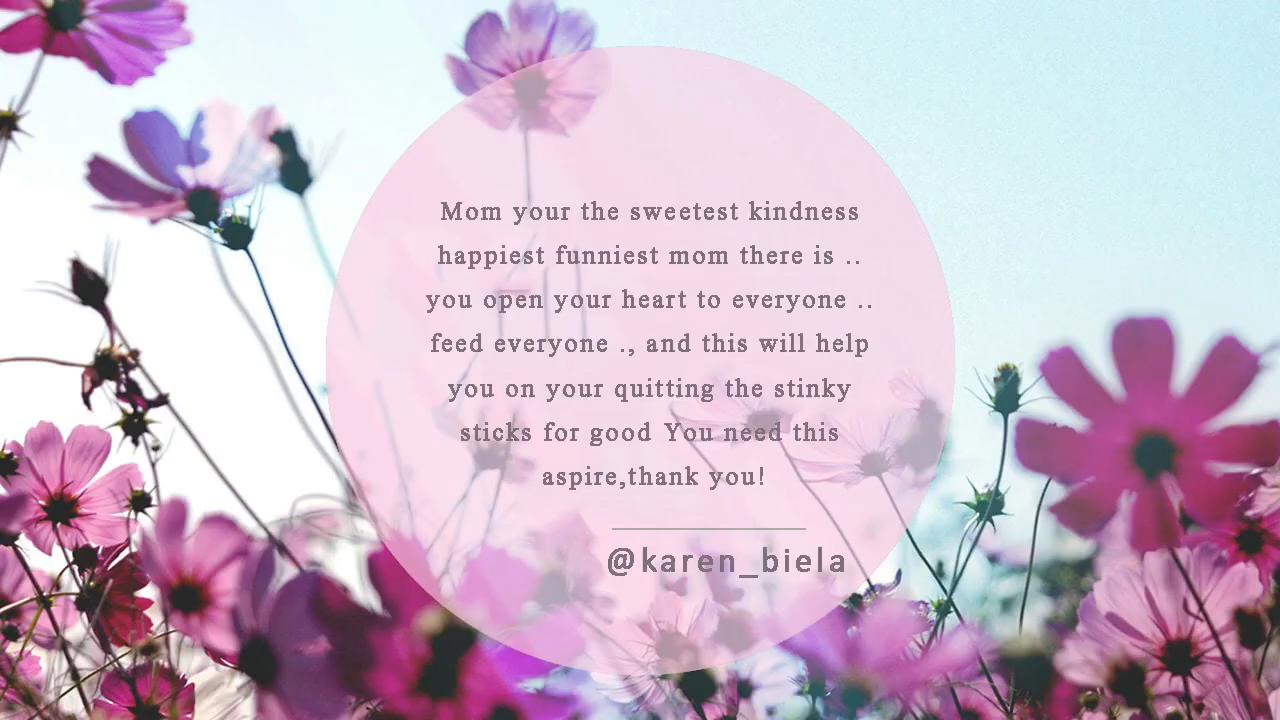 Mom your the sweetest kindness
happiest funniest mom there is ..
you open your heart to everyone ..
feed everyone ., and this will help
you on your quitting the stinky
sticks for good You need this
aspire,thank you!
@karen_biela